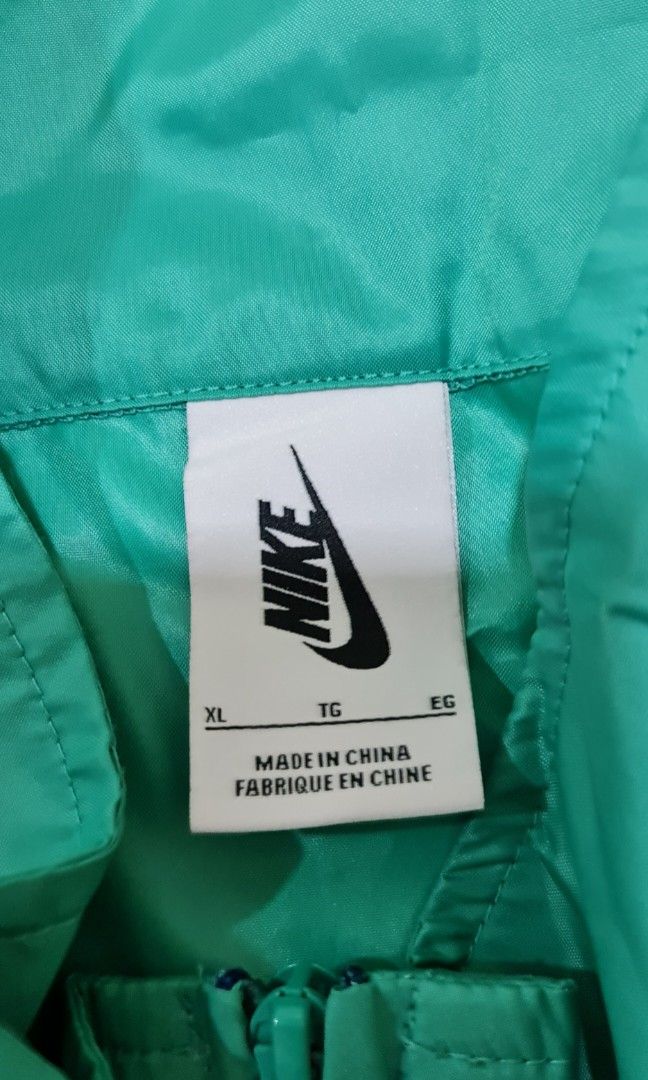 NIKE
XL TG EG
MADE IN CHINA
FABRIQUE EN CHINE